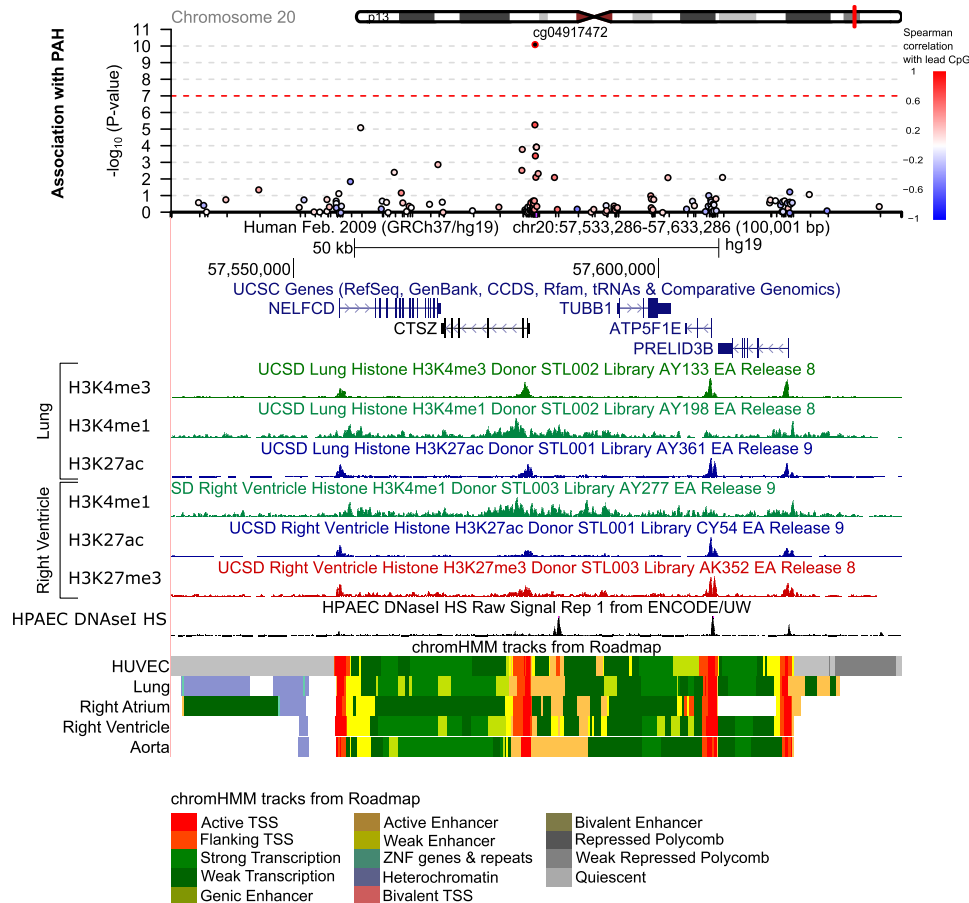 Chromosome 20
p13
cg04917472
Association with PAH
-log10 (P-value)
11
10
9
8
7
6
5
4
3
2
1
0
Spearman
correlation
with lead CpG
1
0.6
0.2
−0.2
−0.6
−1
Human Feb. 2009 (GRCh37/hg19) chr20:57,533,286-57,633,286 (100,001 bp)
50 kb hg19
57,550,000 57,600,000
UCSC Genes (RefSeq, GenBank, CCDS, Rfam, tRNAs & Comparative Genomics)
NELFCD TUBB1
CTSZ ATP5F1E
PRELID3B
Lung
UCSD Lung Histone H3K4me3 Donor STL002 Library AY133 EA Release 8
H3K4me3
UCSD Lung Histone H3K4me1 Donor STL002 Library AY198 EA Release 8
H3K4me1
UCSD Lung Histone H3K27ac Donor STL001 Library AY361 EA Release 9
H3K27ac
Right Ventricle
SD Right Ventricle Histone H3K4me1 Donor STL003 Library AY277 EA Release 9
H3K4me1
UCSD Right Ventricle Histone H3K27ac Donor STL001 Library CY54 EA Release 9
H3K27ac
UCSD Right Ventricle Histone H3K27me3 Donor STL003 Library AK352 EA Release 8
H3K27me3
HPAEC DNaseI HS Raw Signal Rep 1 from ENCODE/UW
HPAEC DNAseI HS
chromHMM tracks from Roadmap
HUVEC
Lung
Right Atrium
Right Ventricle
Aorta
chromHMM tracks from Roadmap
Active TSS
Flanking TSS
Strong Transcription
Weak Transcription
Genic Enhancer
Active Enhancer
Weak Enhancer
ZNF genes & repeats
Heterochromatin
Bivalent TSS
Bivalent Enhancer
Repressed Polycomb
Weak Repressed Polycomb
Quiescent